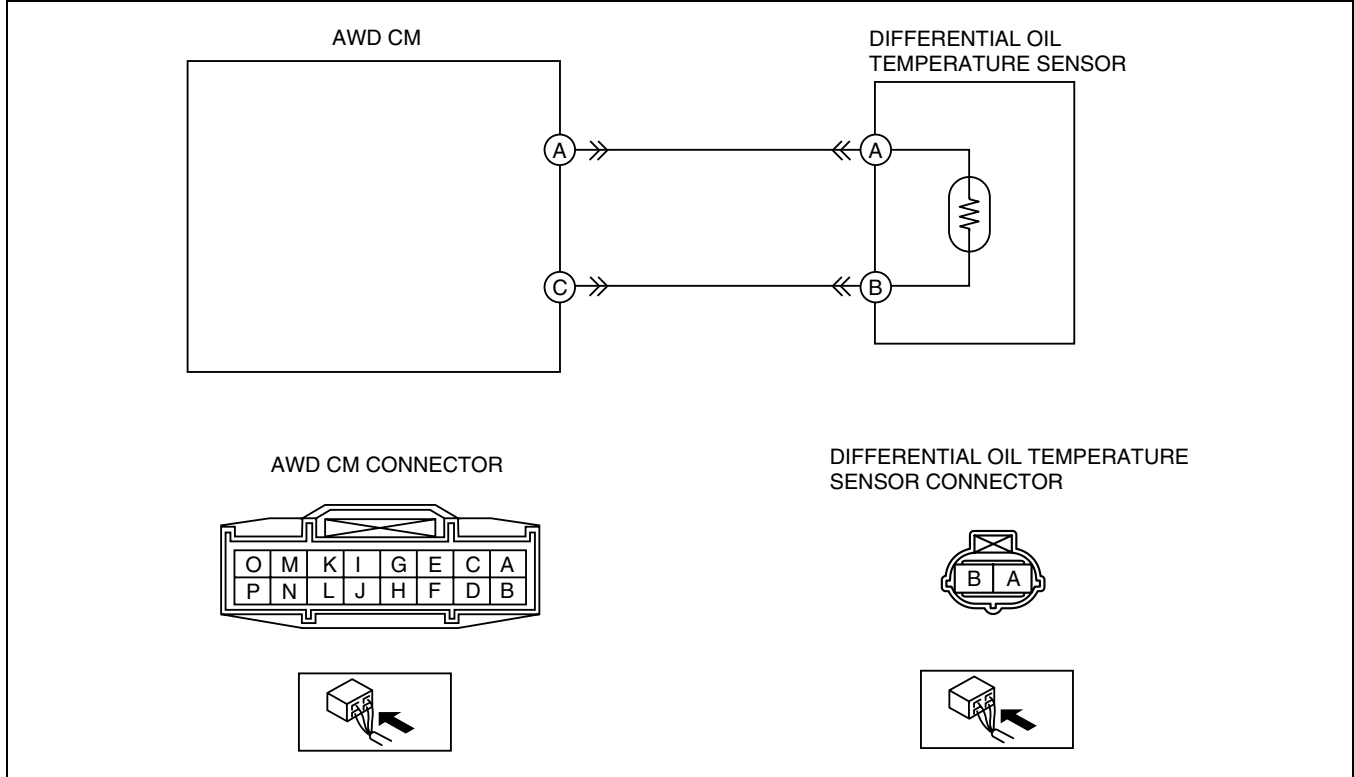 AWD CM
DIFFERENTIAL OIL
TEMPERATURE SENSOR
A A
C B
AWD CM CONNECTOR
DIFFERENTIAL OIL TEMPERATURE
SENSOR CONNECTOR
O M K I G E C A
P N L J H F D B
B A